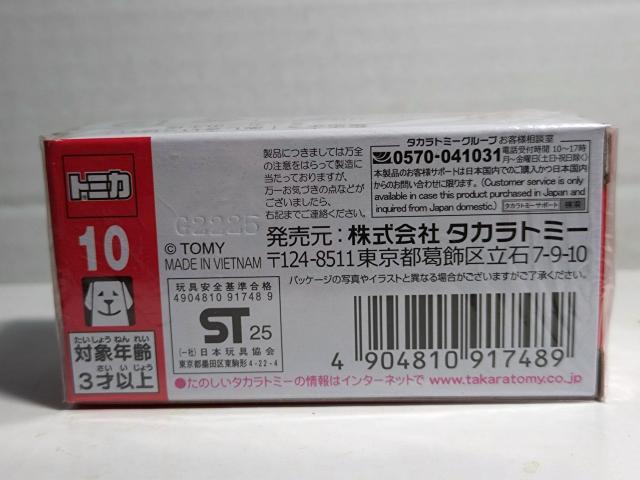 トミカ
10
たいしょうねんれい
対象年齢
さい いじょう
3才以上
製品につきましては万全
の注意をはらって製造に
当たっておりますが、
万一お気づきの点などが
ございましたら、
右記までご連絡ください。
タカラトミーグループ お客様相談室
0570-041031
電話受付時間 10〜17時
月〜金曜日(土・日・祝日除く)
本製品のお客様サポートは日本国内でのご購入かつ日本国内
からのお問い合わせに限ります。(Customer service is only
available in case this product purchased in Japan and
inquired from Japan domestic.)
タカラトミーサポート 検索
G2225
© TOMY
MADE IN VIETNAM
発売元:株式会社 タカラトミー
〒124-8511 東京都葛飾区立石7-9-10
パッケージの写真やイラストと異なる場合がございますがご了承ください。
玩具安全基準合格
4904810 91748 9
ST 25
(一社)日本玩具協会
東京都墨田区東駒形4-22-4
4 904810 917489
●たのしいタカラトミーの情報はインターネットで www.takaratomy.co.jp